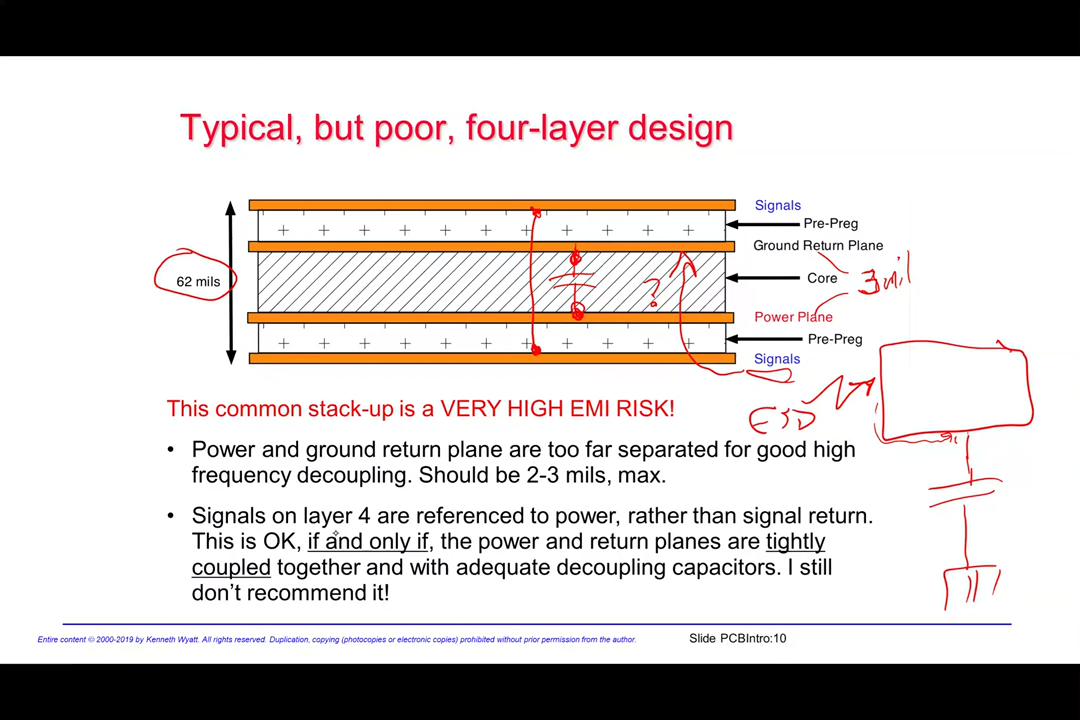 Typical, but poor, four-layer design
Signals
Pre-Preg
Ground Return Plane
62 mils
Core
3 mil
?
Power Plane
Pre-Preg
Signals
ESD
This common stack-up is a VERY HIGH EMI RISK!
• Power and ground return plane are too far separated for good high
frequency decoupling. Should be 2-3 mils, max.
• Signals on layer 4 are referenced to power, rather than signal return.
This is OK, if and only if, the power and return planes are tightly
coupled together and with adequate decoupling capacitors. I still
don’t recommend it!
Entire content © 2000-2019 by Kenneth Wyatt. All rights reserved. Duplication, copying (photocopies or electronic copies) prohibited without prior permission from the author.
Slide PCBIntro:10